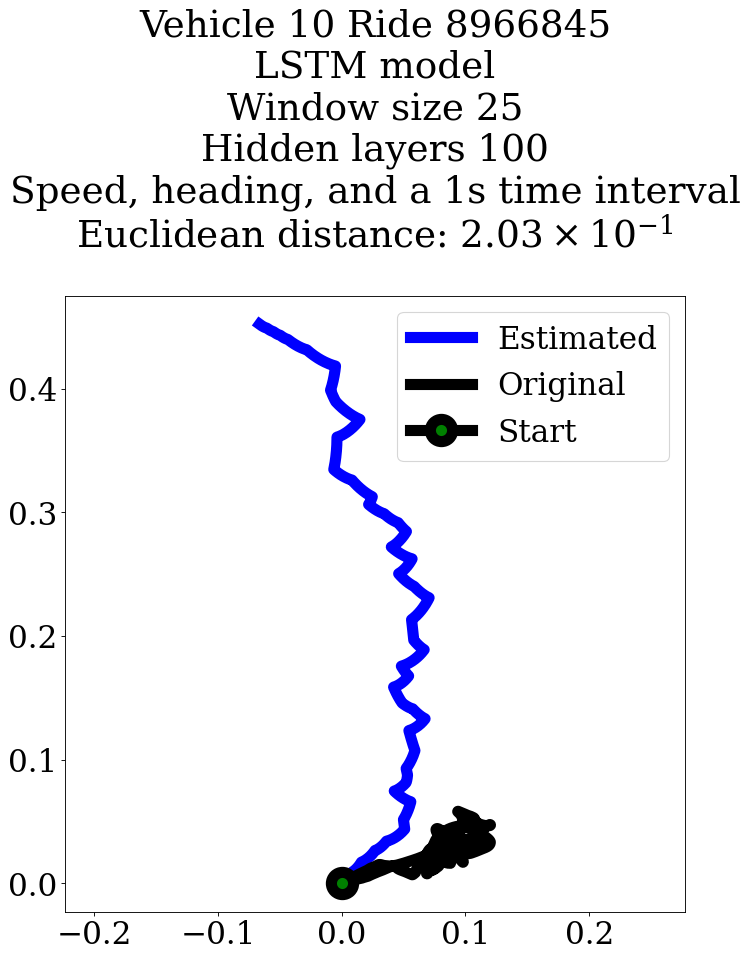 Vehicle 10 Ride 8966845
LSTM model
Window size 25
Hidden layers 100
Speed, heading, and a 1s time interval
Euclidean distance: 2.03 × 10⁻¹
Estimated
Original
Start
0.4
0.3
0.2
0.1
0.0
−0.2 −0.1 0.0 0.1 0.2